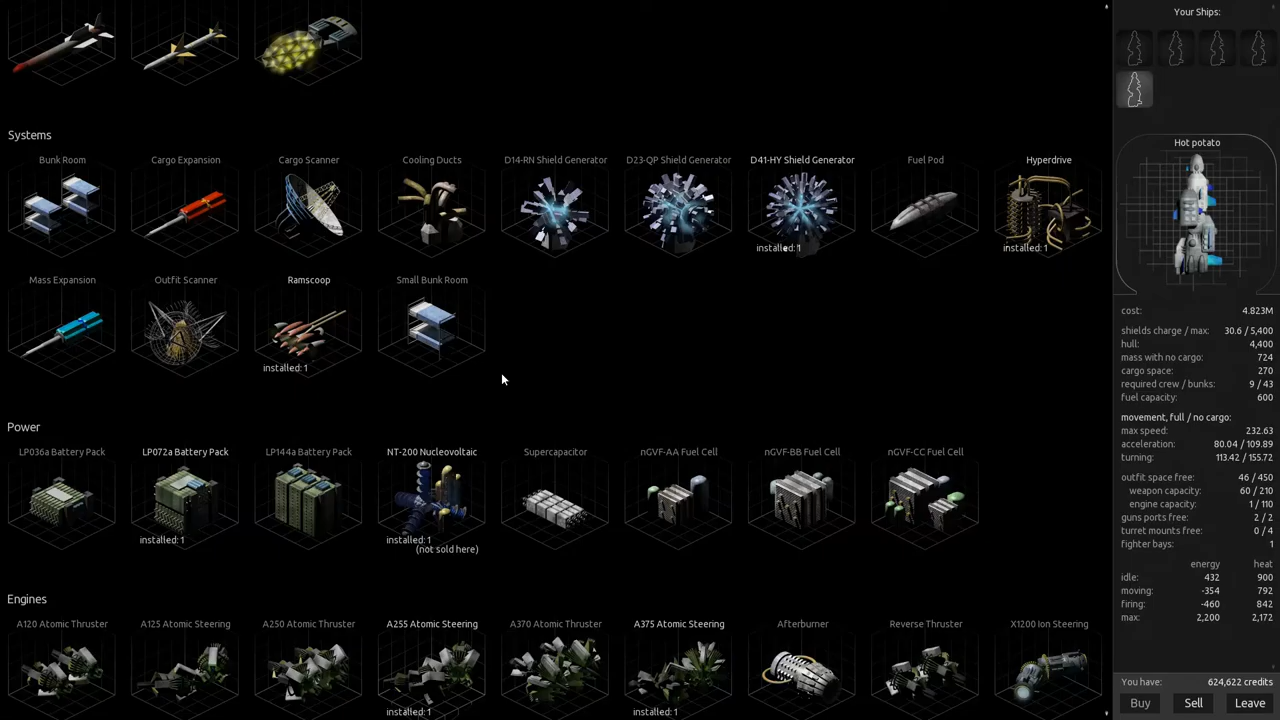 Your Ships:
Systems
Bunk Room
Cargo Expansion
Cargo Scanner
Cooling Ducts
D14-RN Shield Generator
D23-QP Shield Generator
D41-HY Shield Generator
Fuel Pod
Hyperdrive
installed: 1
installed: 1
Mass Expansion
Outfit Scanner
Ramscoop
Small Bunk Room
installed: 1
Power
LP036a Battery Pack
LP072a Battery Pack
LP144a Battery Pack
NT-200 Nucleovoltaic
Supercapacitor
nGVF-AA Fuel Cell
nGVF-BB Fuel Cell
nGVF-CC Fuel Cell
installed: 1
installed: 1
(not sold here)
Engines
A120 Atomic Thruster
A125 Atomic Steering
A250 Atomic Thruster
A255 Atomic Steering
A370 Atomic Thruster
A375 Atomic Steering
Afterburner
Reverse Thruster
X1200 Ion Steering
installed: 1
installed: 1
Hot potato
cost: 4.823M
shields charge / max: 30.6 / 5,400
hull: 4,400
mass with no cargo: 724
cargo space: 270
required crew / bunks: 9 / 43
fuel capacity: 600
movement, full / no cargo:
max speed: 232.63
acceleration: 80.04 / 109.89
turning: 113.42 / 155.72
outfit space free: 46 / 450
weapon capacity: 60 / 210
engine capacity: 1 / 110
guns ports free: 2 / 2
turret mounts free: 0 / 4
fighter bays: 1
energy heat
idle: 432 900
moving: -354 792
firing: -460 842
max: 2,200 2,172
You have: 624,622 credits
Buy Sell Leave